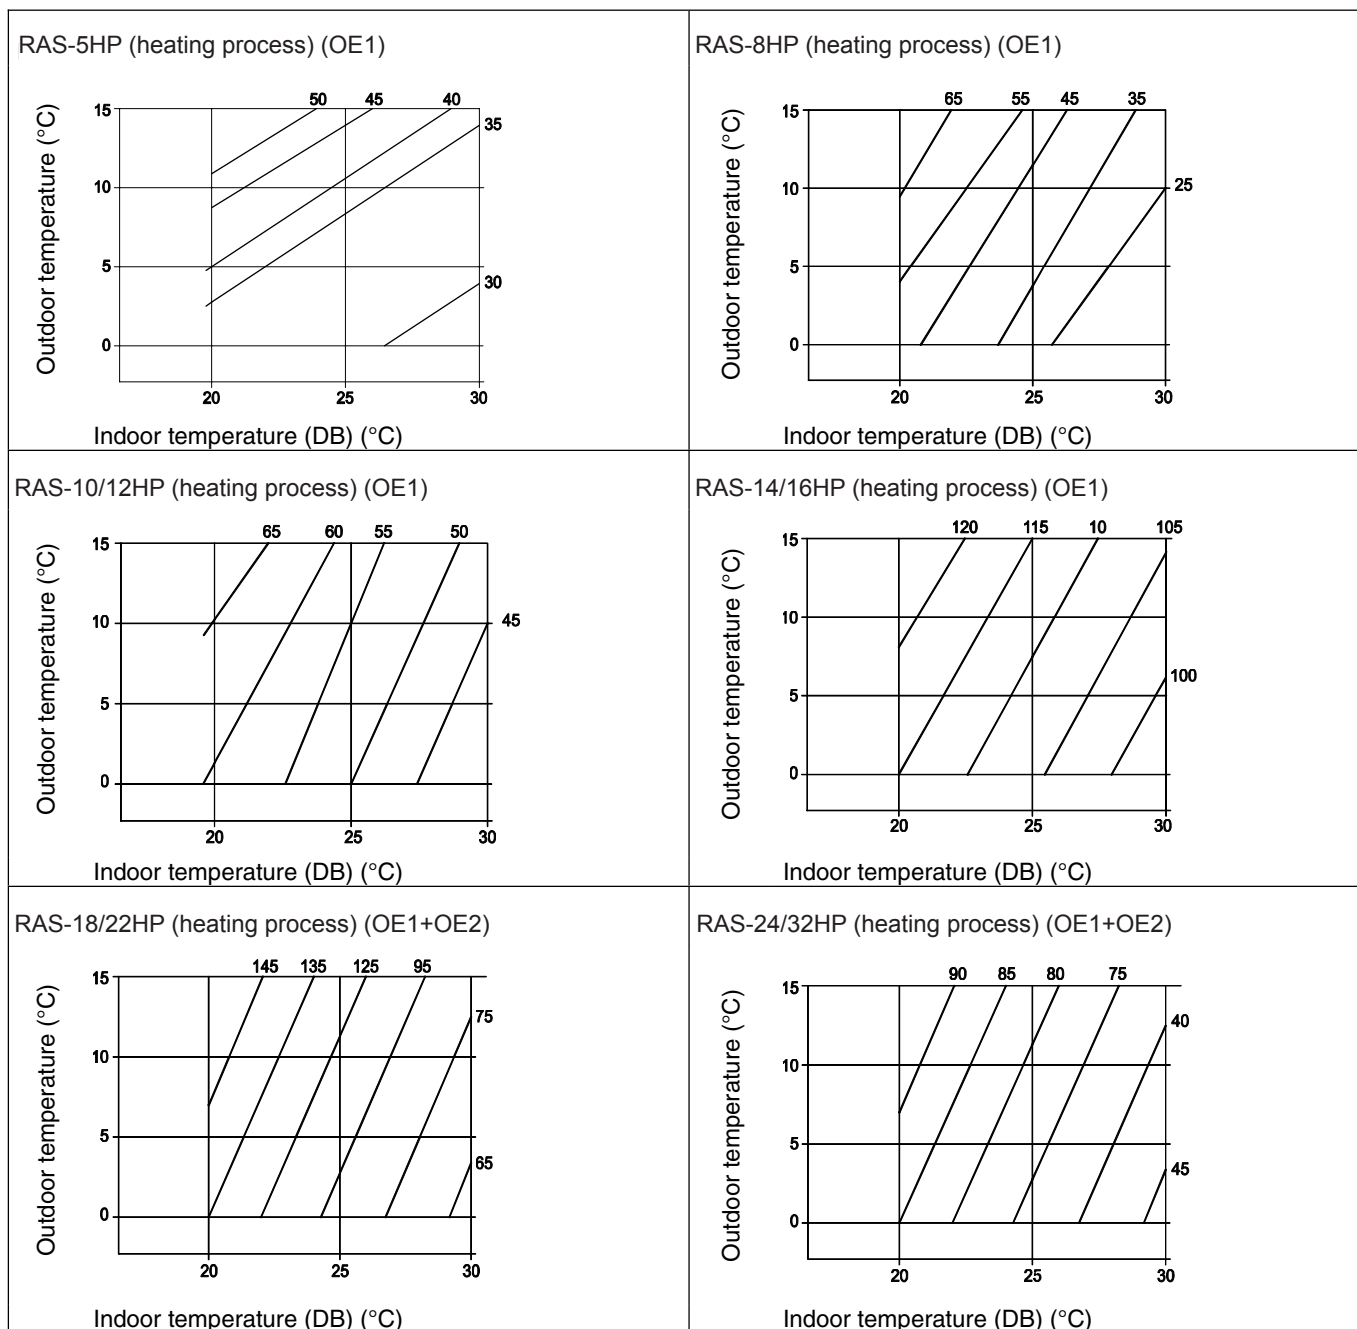 RAS-5HP (heating process) (OE1)
Outdoor temperature (°C)
50 45 40
15
35
10
5
30
0
20 25 30
Indoor temperature (DB) (°C)
RAS-8HP (heating process) (OE1)
Outdoor temperature (°C)
65 55 45 35
15
10 25
5
0
20 25 30
Indoor temperature (DB) (°C)
RAS-10/12HP (heating process) (OE1)
Outdoor temperature (°C)
65 60 55 50
15
10 45
5
0
20 25 30
Indoor temperature (DB) (°C)
RAS-14/16HP (heating process) (OE1)
Outdoor temperature (°C)
120 115 10 105
15
10
100
5
0
20 25 30
Indoor temperature (DB) (°C)
RAS-18/22HP (heating process) (OE1+OE2)
Outdoor temperature (°C)
145 135 125 95
15
75
10
5
65
0
20 25 30
Indoor temperature (DB) (°C)
RAS-24/32HP (heating process) (OE1+OE2)
Outdoor temperature (°C)
90 85 80 75
15
40
10
5
45
0
20 25 30
Indoor temperature (DB) (°C)